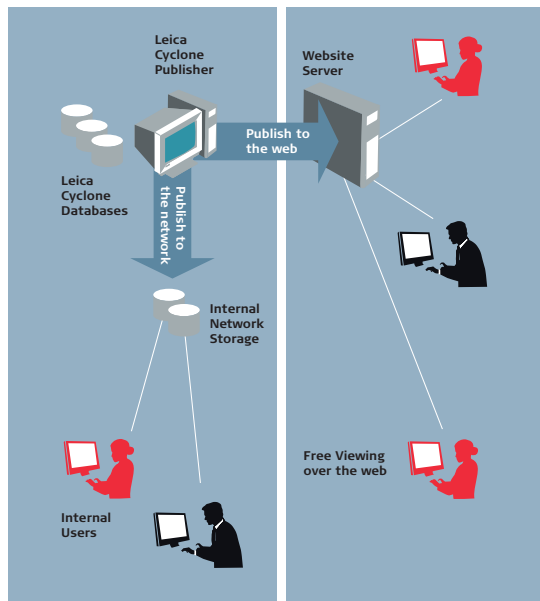 Leica
Cyclone
Publisher
Website
Server
Publish to
the web
Leica
Cyclone
Databases
Publish to
the network
Internal
Network
Storage
Free Viewing
over the web
Internal
Users